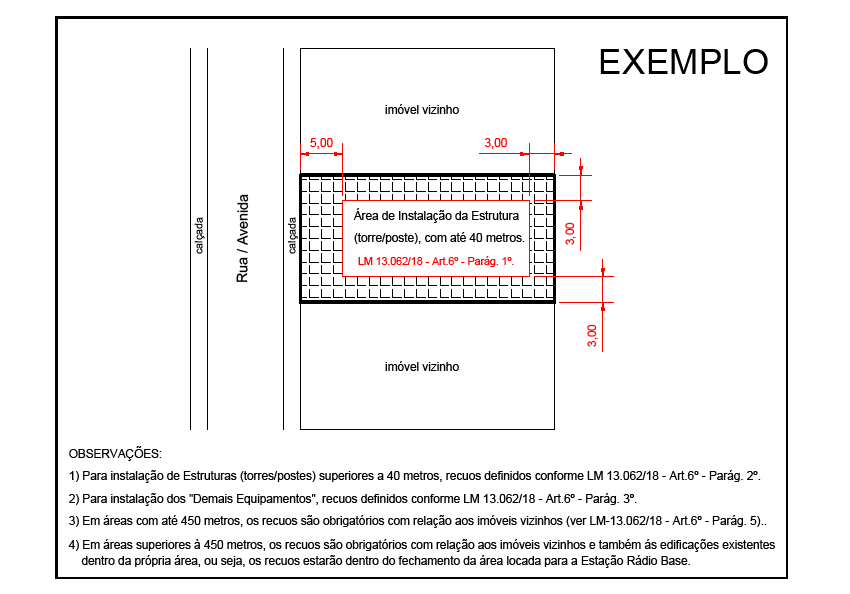 EXEMPLO
imóvel vizinho
5,00
3,00
calçada
Rua / Avenida
calçada
Área de Instalação da Estrutura
(torre/poste), com até 40 metros.
LM 13.062/18 - Art.6º - Parág. 1º.
3,00
3,00
imóvel vizinho
OBSERVAÇÕES:
1) Para instalação de Estruturas (torres/postes) superiores a 40 metros, recuos definidos conforme LM 13.062/18 - Art.6º - Parág. 2º.
2) Para instalação dos "Demais Equipamentos", recuos definidos conforme LM 13.062/18 - Art.6º - Parág. 3º.
3) Em áreas com até 450 metros, os recuos são obrigatórios com relação aos imóveis vizinhos (ver LM-13.062/18 - Art.6º - Parág. 5)..
4) Em áreas superiores à 450 metros, os recuos são obrigatórios com relação aos imóveis vizinhos e também ás edificações existentes
dentro da própria área, ou seja, os recuos estarão dentro do fechamento da área locada para a Estação Rádio Base.